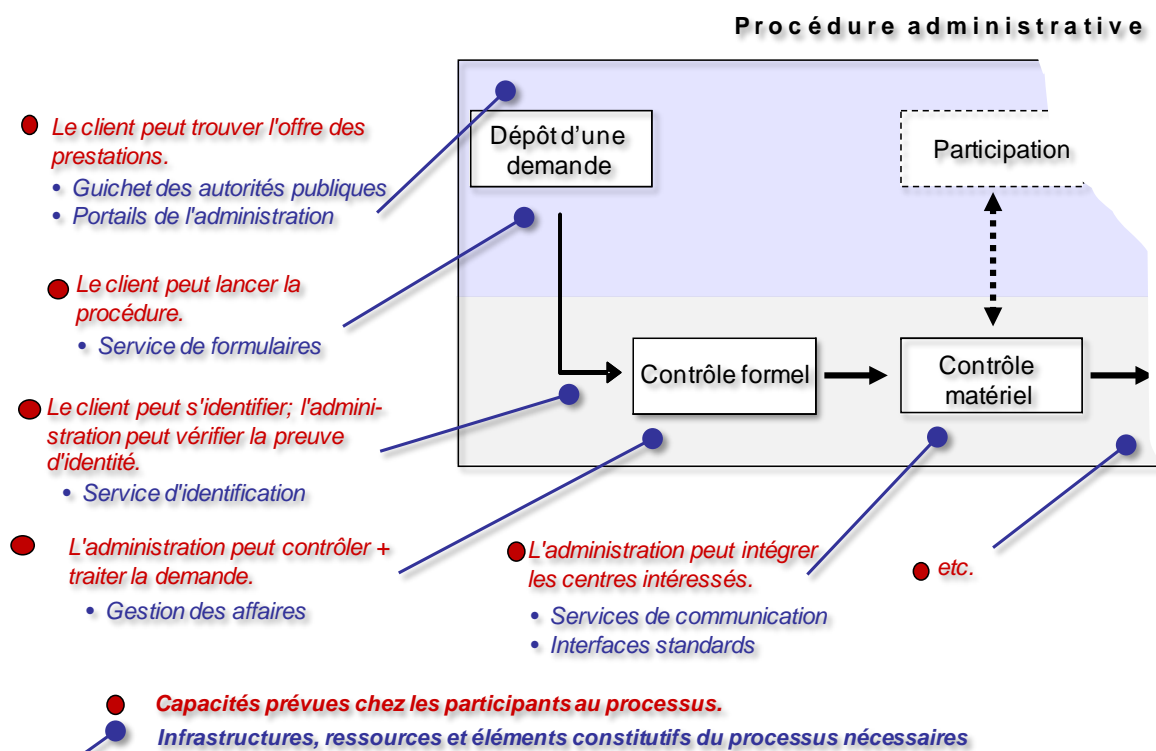 Procédure administrative
Le client peut trouver l'offre des
prestations.
• Guichet des autorités publiques
• Portails de l'administration
Dépôt d'une
demande
Participation
Le client peut lancer la
procédure.
• Service de formulaires
Contrôle formel
Contrôle
matériel
Le client peut s'identifier; l'admini-
stration peut vérifier la preuve
d'identité.
• Service d'identification
L'administration peut contrôler +
traiter la demande.
• Gestion des affaires
L'administration peut intégrer
les centres intéressés.
• Services de communication
• Interfaces standards
etc.
Capacités prévues chez les participants au processus.
Infrastructures, ressources et éléments constitutifs du processus nécessaires